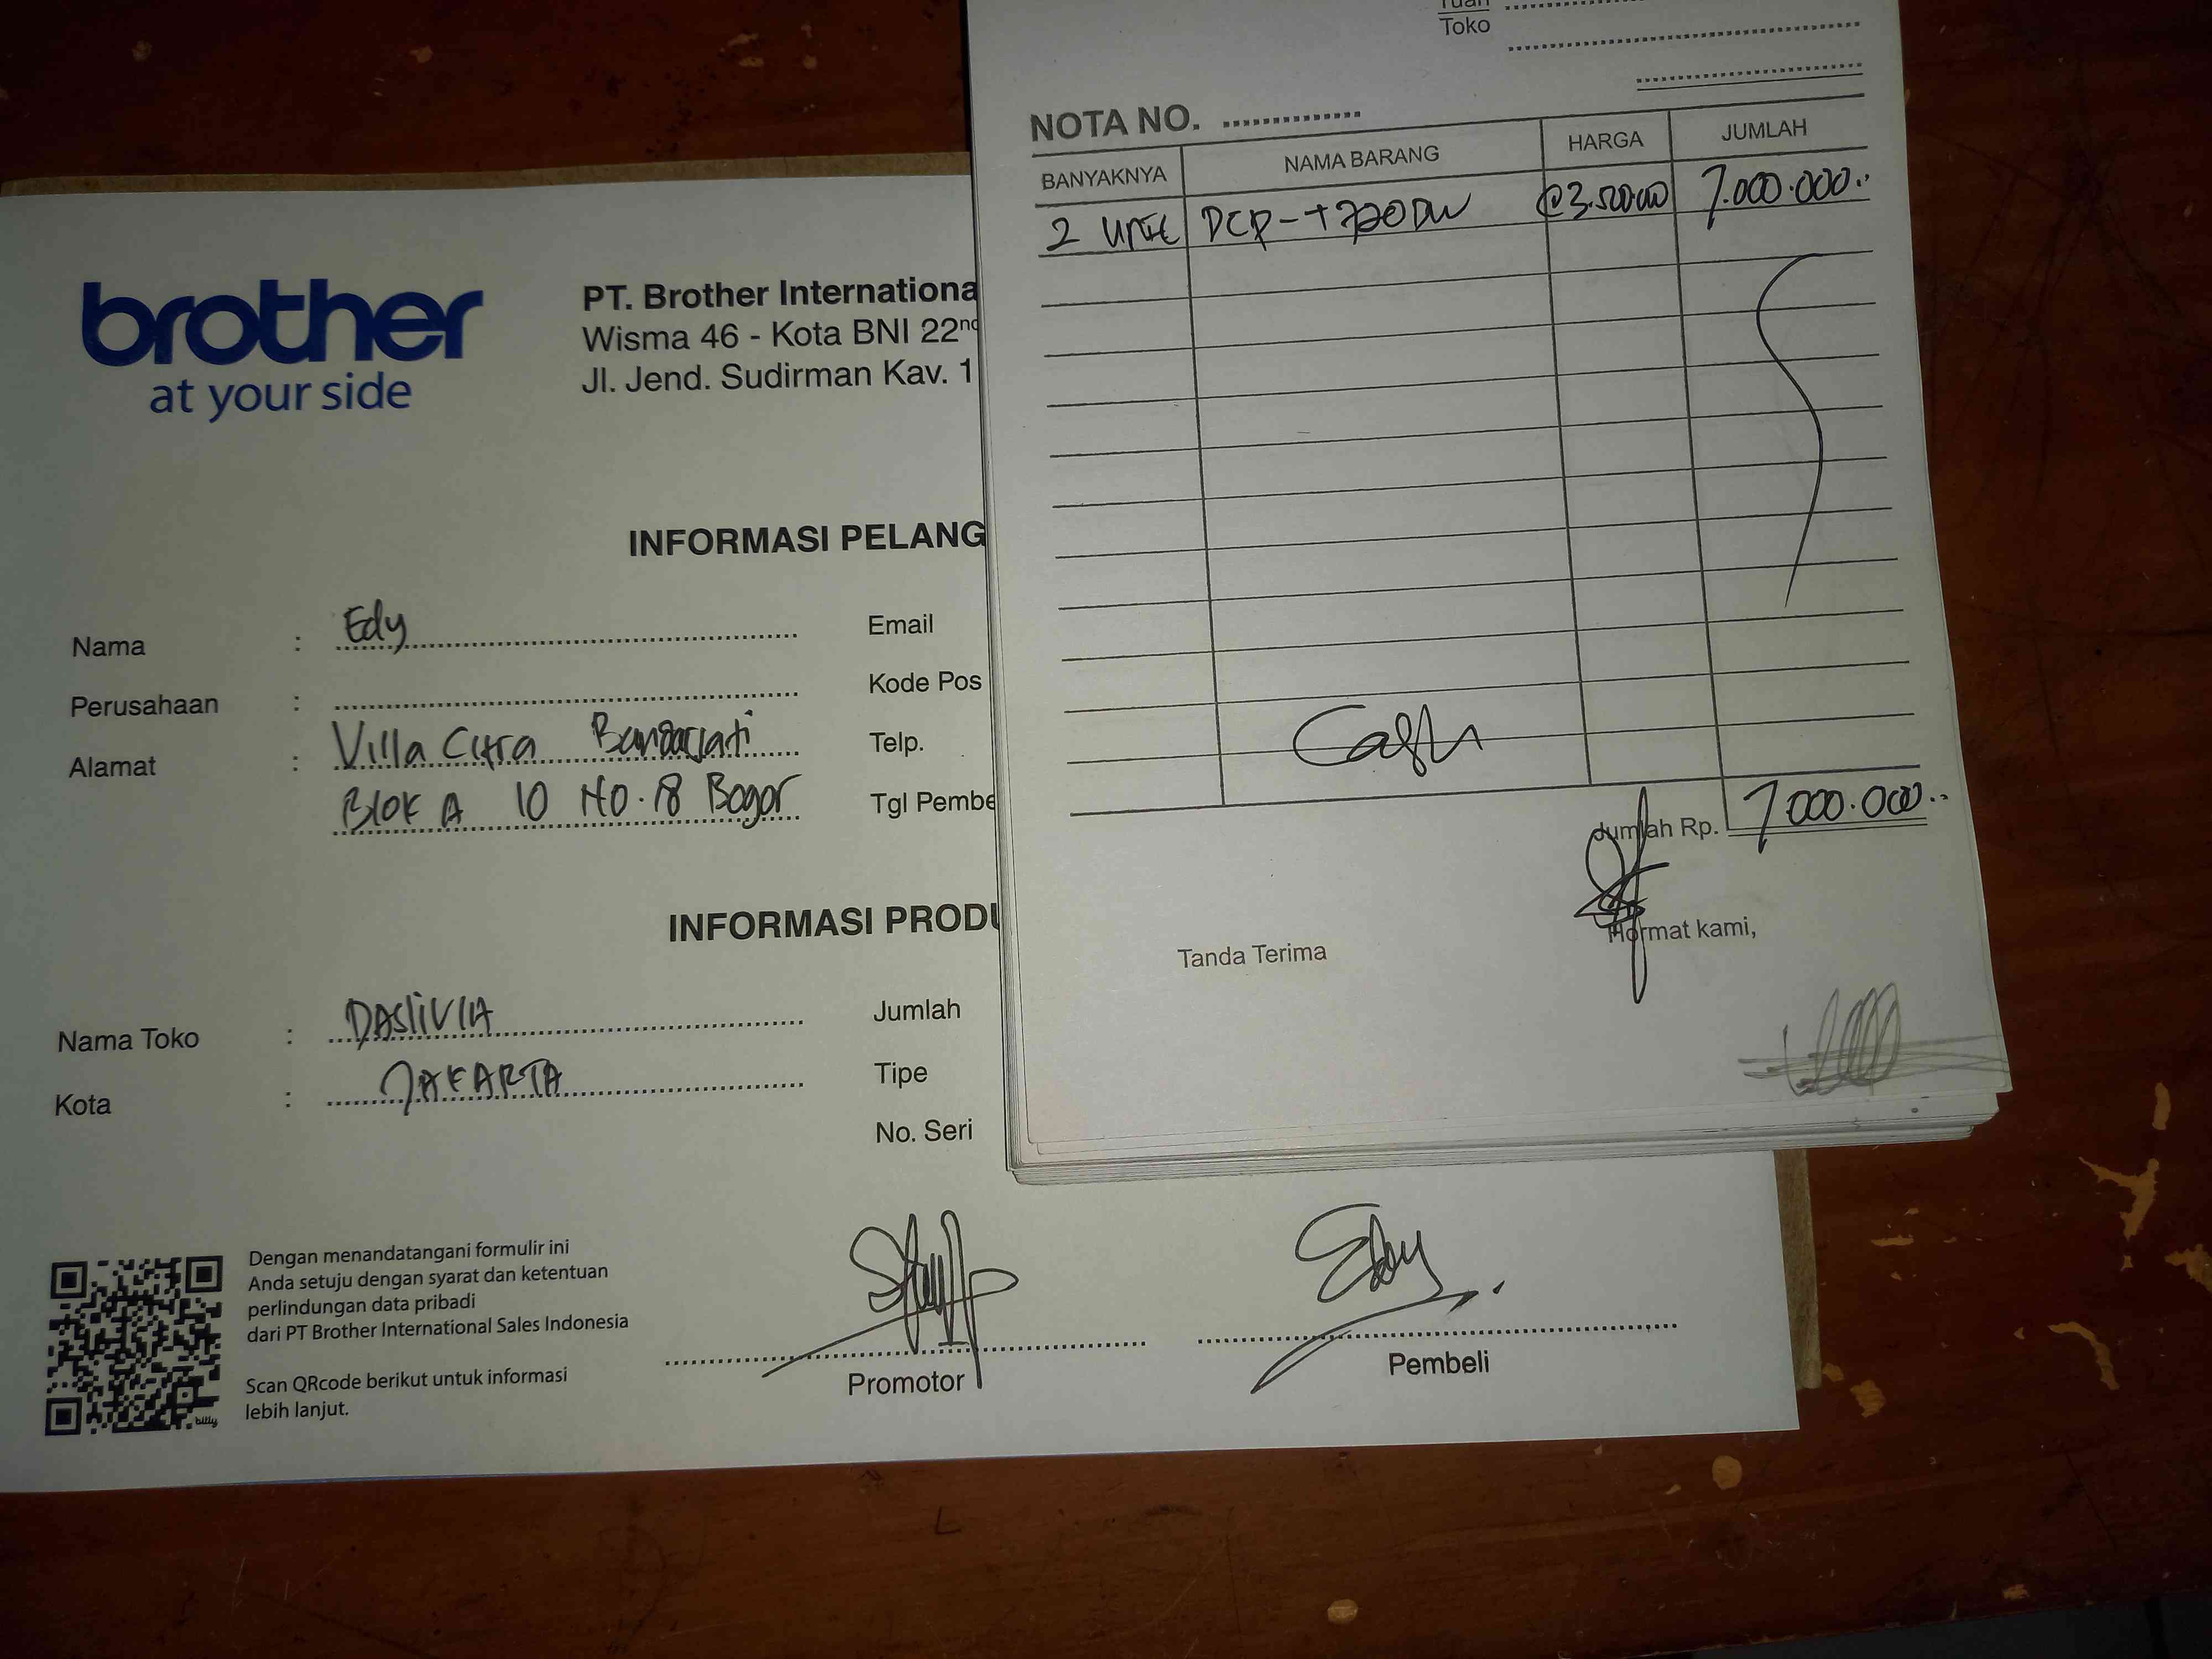 brother
at your side
PT. Brother Internationa
Wisma 46 - Kota BNI 22nd
Jl. Jend. Sudirman Kav. 1
INFORMASI PELANG
Nama : Edy
Perusahaan :
Alamat : Villa Citra Bantarjati
Blok A 10 No. 18 Bogor
Email
Kode Pos
Telp.
Tgl Pembe
INFORMASI PRODU
Nama Toko : DASLIVIA
Kota : JAKARTA
Jumlah
Tipe
No. Seri
Dengan menandatangani formulir ini
Anda setuju dengan syarat dan ketentuan
perlindungan data pribadi
dari PT Brother International Sales Indonesia
Scan QRcode berikut untuk informasi
lebih lanjut.
billy
Promotor
Edy
Pembeli
Tuan
Toko
NOTA NO.
BANYAKNYA NAMA BARANG HARGA JUMLAH
2 Unit DCP-T720DW @3.500.000 7.000.000
Cash
Jumlah Rp. 7.000.000
Tanda Terima
Hormat kami,